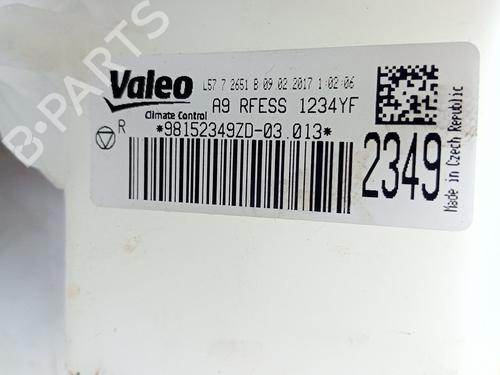 Valeo
Climate Control
L57 7 2651 B 09.02.2017 1:02:06
A9 RFESS 1234YF
R
*98152349ZD-03.013*
2349
Made in Czech Republic